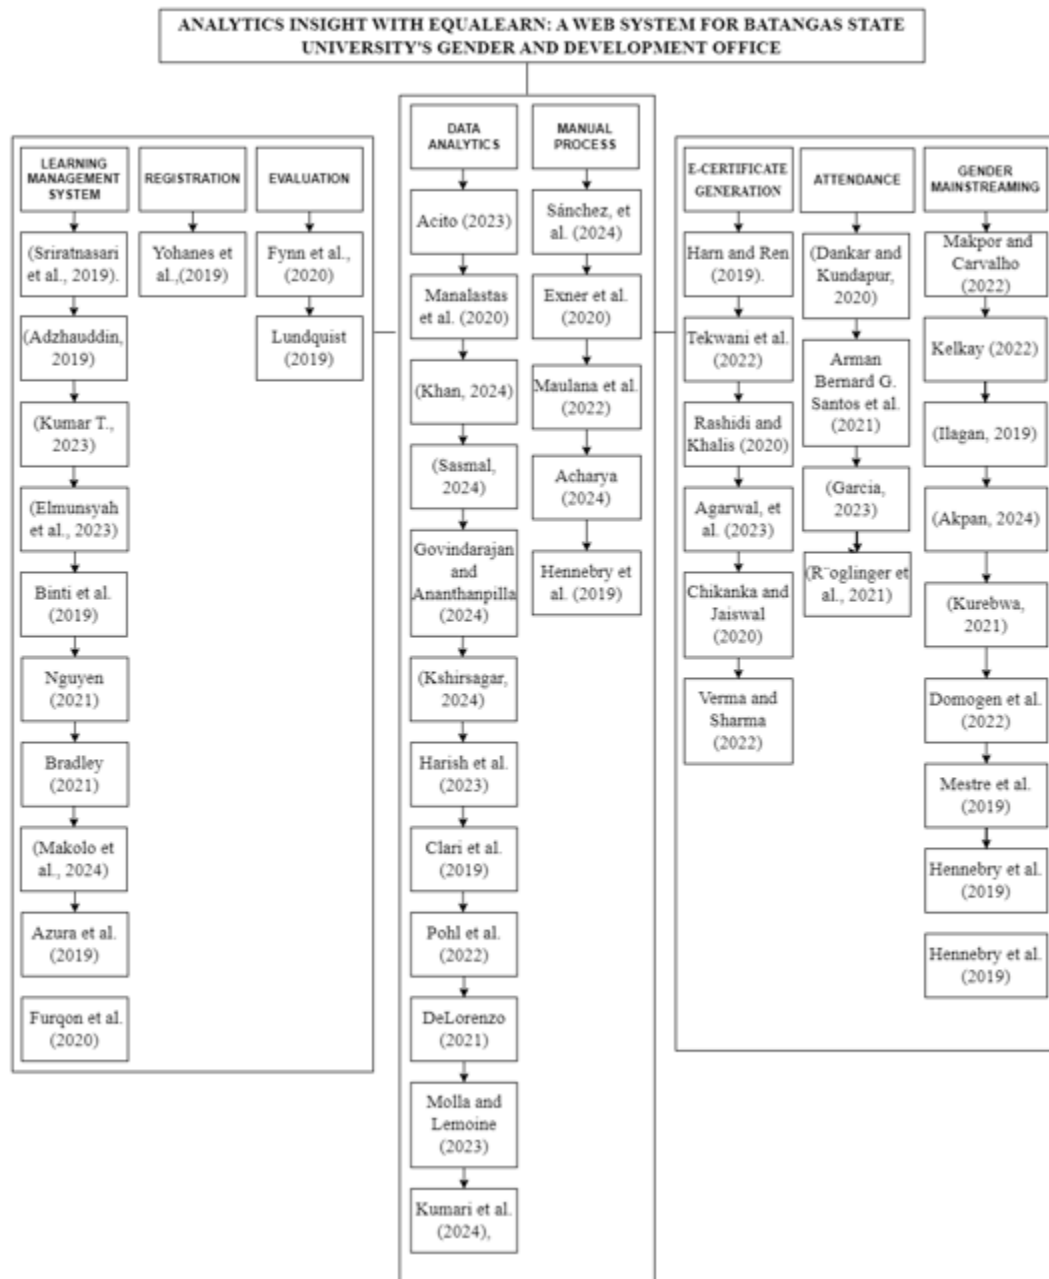 ANALYTICS INSIGHT WITH EQUALEARN: A WEB SYSTEM FOR BATANGAS STATE
UNIVERSITY'S GENDER AND DEVELOPMENT OFFICE
LEARNING
MANAGEMENT
SYSTEM
(Sriratnasari
et al., 2019).
(Adzhauddin,
2019)
(Kumar T.,
2023)
(Elmunsyah
et al., 2023)
Binti et al.
(2019)
Nguyen
(2021)
Bradley
(2021)
(Makolo et
al., 2024)
Azura et al.
(2019)
Furqon et al.
(2020)
REGISTRATION
Yohanes et
al.,(2019)
EVALUATION
Fynn et al.,
(2020)
Lundquist
(2019)
DATA
ANALYTICS
Acito (2023)
Manalastas
et al. (2020)
(Khan, 2024)
(Sasmal,
2024)
Govindarajan
and
Ananthanpilla
(2024)
(Kshirsagar,
2024)
Harish et al.
(2023)
Clari et al.
(2019)
Pohl et al.
(2022)
DeLorenzo
(2021)
Molla and
Lemoine
(2023)
Kumari et al.
(2024),
MANUAL
PROCESS
Sánchez, et
al. (2024)
Exner et al.
(2020)
Maulana et al.
(2022)
Acharya
(2024)
Hennebry et
al. (2019)
E-CERTIFICATE
GENERATION
Harn and Ren
(2019).
Tekwani et al.
(2022)
Rashidi and
Khalis (2020)
Agarwal, et
al. (2023)
Chikanka and
Jaiswal
(2020)
Verma and
Sharma
(2022)
ATTENDANCE
(Dankar and
Kundapur,
2020)
Arman
Bernard G.
Santos et al.
(2021)
(Garcia,
2023)
(R¨oglinger et
al., 2021)
GENDER
MAINSTREAMING
Makpor and
Carvalho
(2022)
Kelkay (2022)
(Ilagan, 2019)
(Akpan, 2024)
(Kurebwa,
2021)
Domogen et al.
(2022)
Mestre et al.
(2019)
Hennebry et al.
(2019)
Hennebry et al.
(2019)